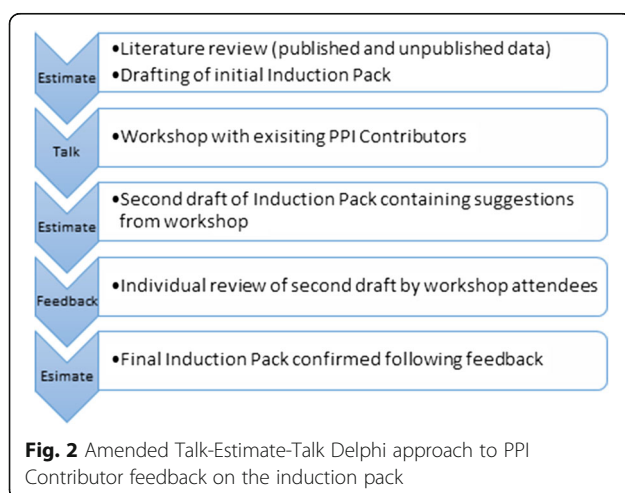 •Literature review (published and unpublished data)
Estimate
•Drafting of initial Induction Pack
•Workshop with exisiting PPI Contributors
Talk
•Second draft of Induction Pack containing suggestions
from workshop
Estimate
•Individual review of second draft by workshop attendees
Feedback
•Final Induction Pack confirmed following feedback
Esimate
Fig. 2 Amended Talk-Estimate-Talk Delphi approach to PPI
Contributor feedback on the induction pack